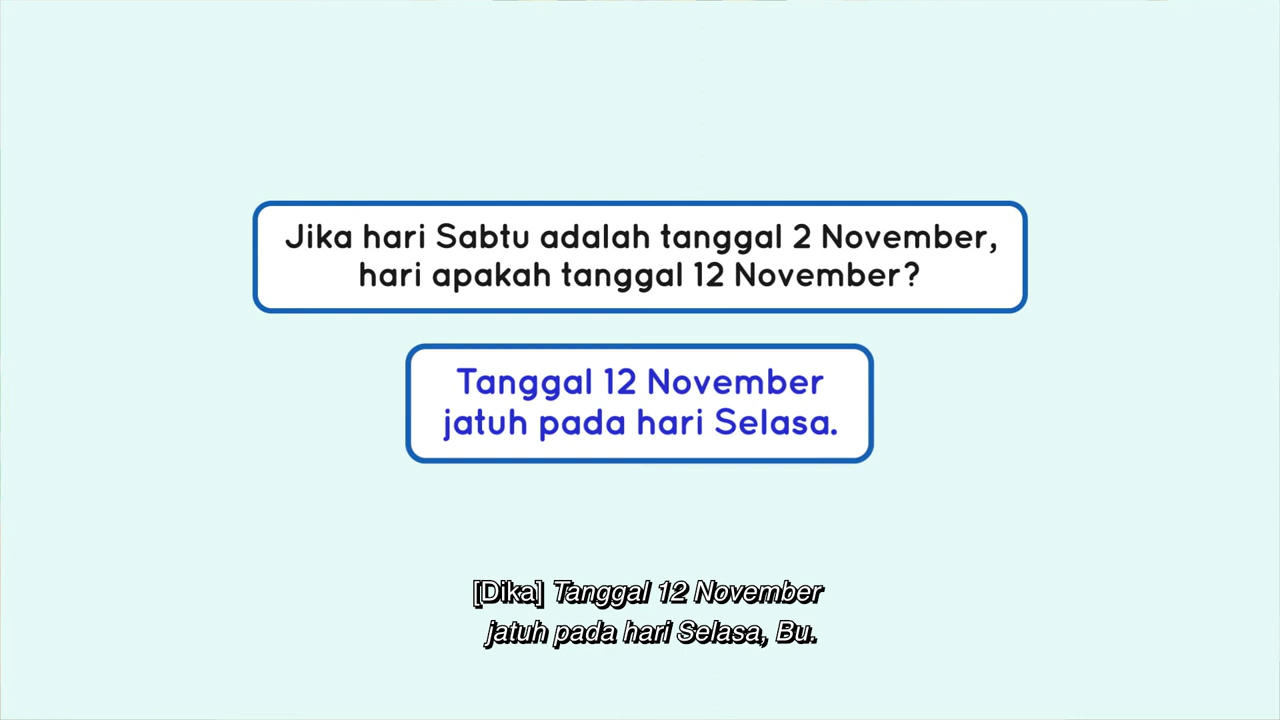 Jika hari Sabtu adalah tanggal 2 November,
hari apakah tanggal 12 November?
Tanggal 12 November
jatuh pada hari Selasa.
[Dika] Tanggal 12 November
jatuh pada hari Selasa, Bu.